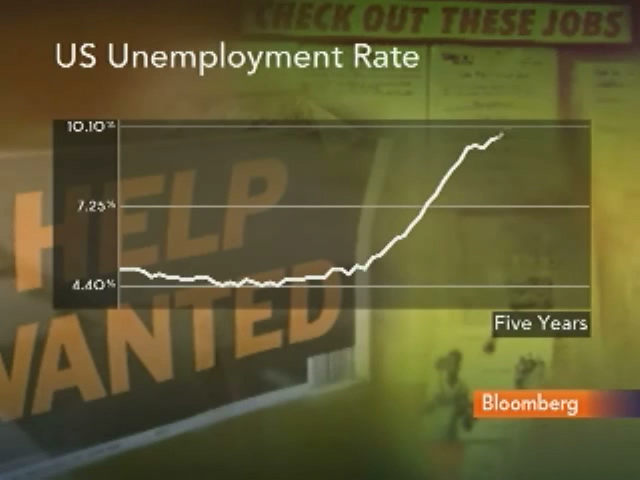 CHECK OUT THESE JOBS
US Unemployment Rate
10.10%
7.25%
4.40%
HELP
WANTED
Five Years
Bloomberg